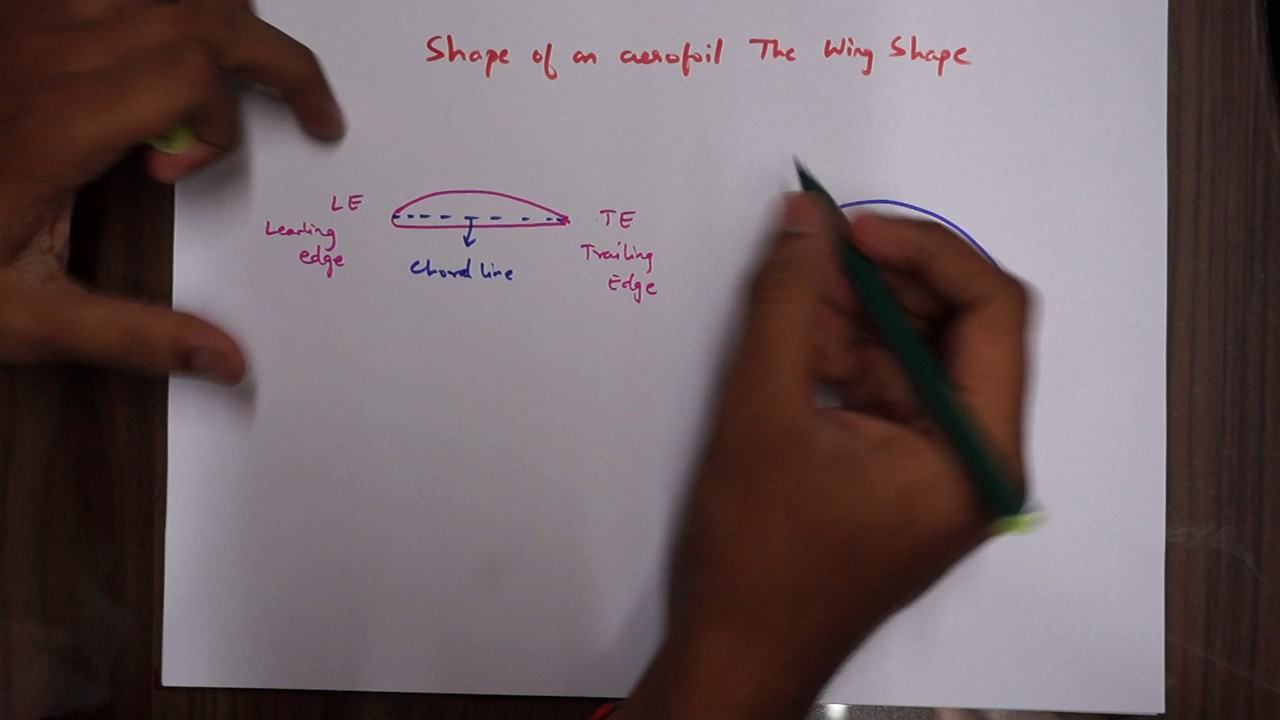 Shape of an aerofoil The Wing Shape
LE
Leading
edge
Chord line
TE
Trailing
Edge